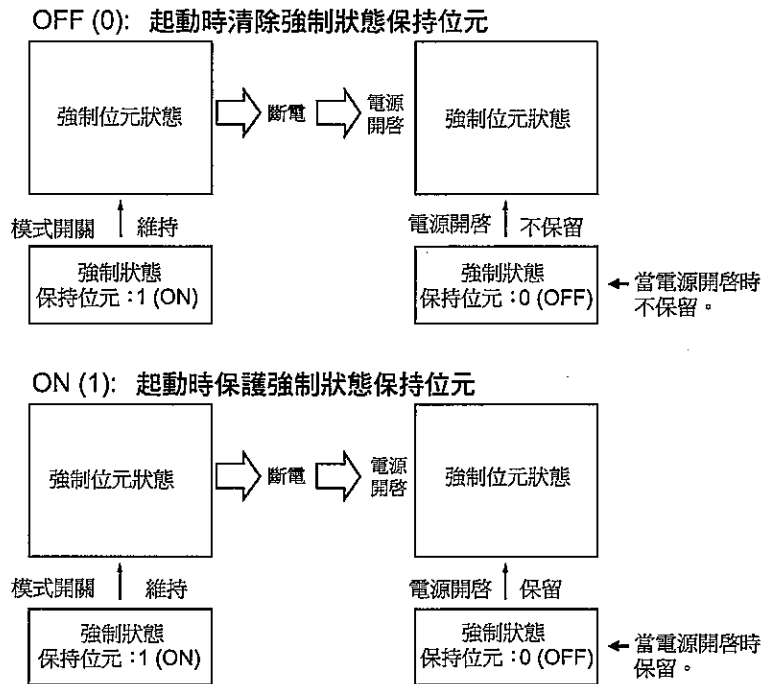 OFF (0): 起動時清除強制狀態保持位元
強制位元狀態
斷電
電源
開啓
強制位元狀態
模式開關
維持
電源開啓
不保留
強制狀態
保持位元：1 (ON)
強制狀態
保持位元：0 (OFF)
當電源開啓時
不保留。
ON (1): 起動時保護強制狀態保持位元
強制位元狀態
斷電
電源
開啓
強制位元狀態
模式開關
維持
電源開啓
保留
強制狀態
保持位元：1 (ON)
強制狀態
保持位元：0 (OFF)
當電源開啓時
保留。